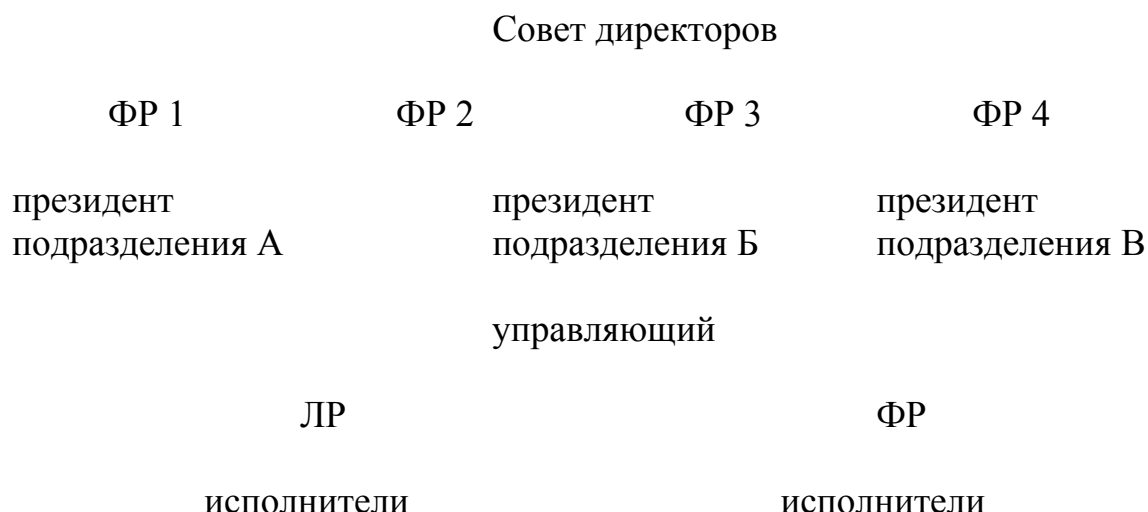 Совет директоров
ФР 1 ФР 2 ФР 3 ФР 4
президент президент президент
подразделения А подразделения Б подразделения В
управляющий
ЛР ФР
исполнители исполнители